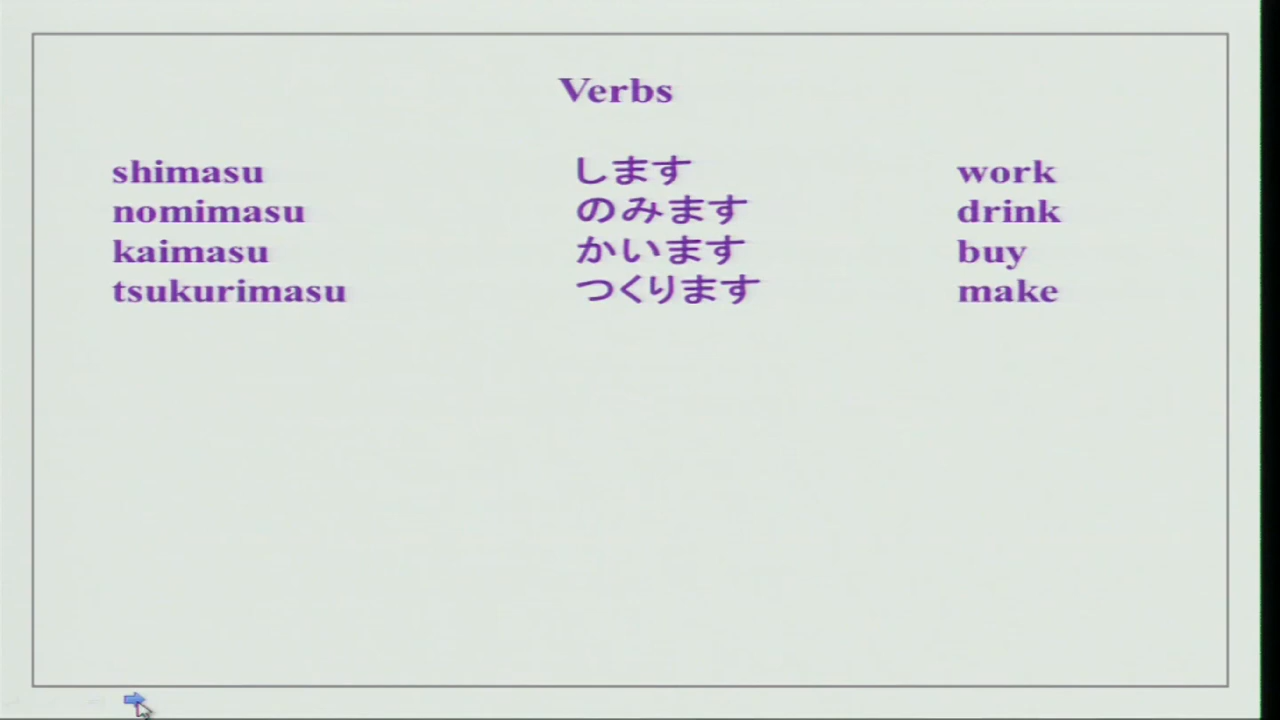 Verbs
shimasu します work
nomimasu のみます drink
kaimasu かいます buy
tsukurimasu つくります make